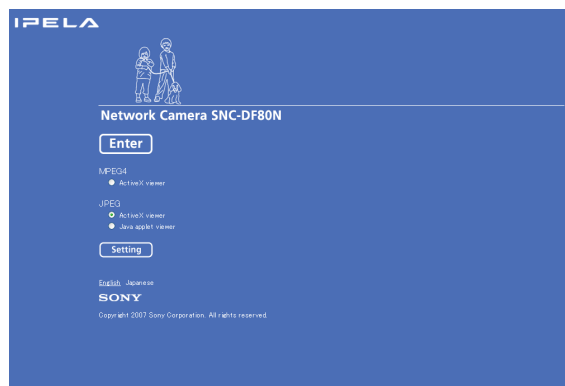 IPELA
Network Camera SNC-DF80N
Enter
MPEG4
ActiveX viewer
JPEG
ActiveX viewer
Java applet viewer
Setting
English Japanese
SONY
Copyright 2007 Sony Corporation. All rights reserved.